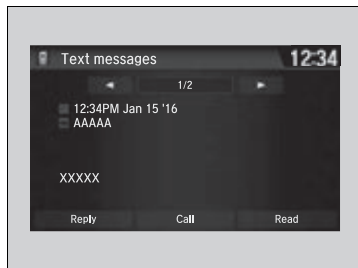 Text messages 12:34
1/2
12:34PM Jan 15 '16
AAAAA
XXXXX
Reply Call Read